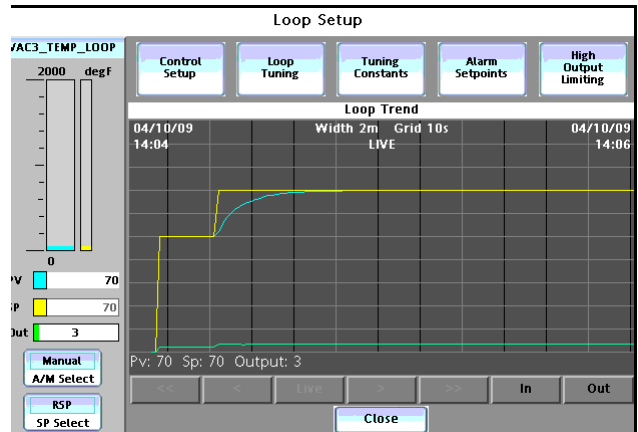 Loop Setup
VAC3_TEMP_LOOP
2000 degF
0
PV 70
SP 70
Out 3
Manual
A/M Select
RSP
SP Select
Control Setup
Loop Tuning
Tuning Constants
Alarm Setpoints
High Output Limiting
Loop Trend
04/10/09 Width 2m Grid 10s 04/10/09
14:04 LIVE 14:06
Pv: 70 Sp: 70 Output: 3
<< < Live > >> In Out
Close